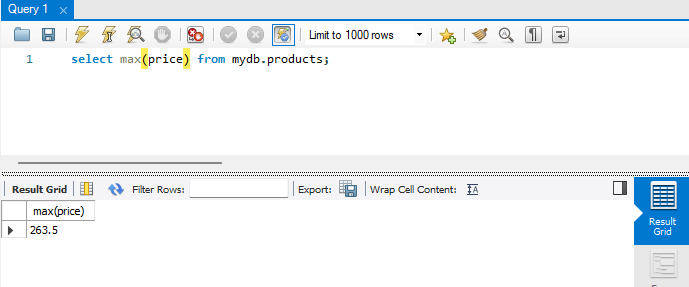 Query 1
Limit to 1000 rows
1 select max(price) from mydb.products;
Result Grid Filter Rows: Export: Wrap Cell Content:
max(price)
263.5
Result
Grid